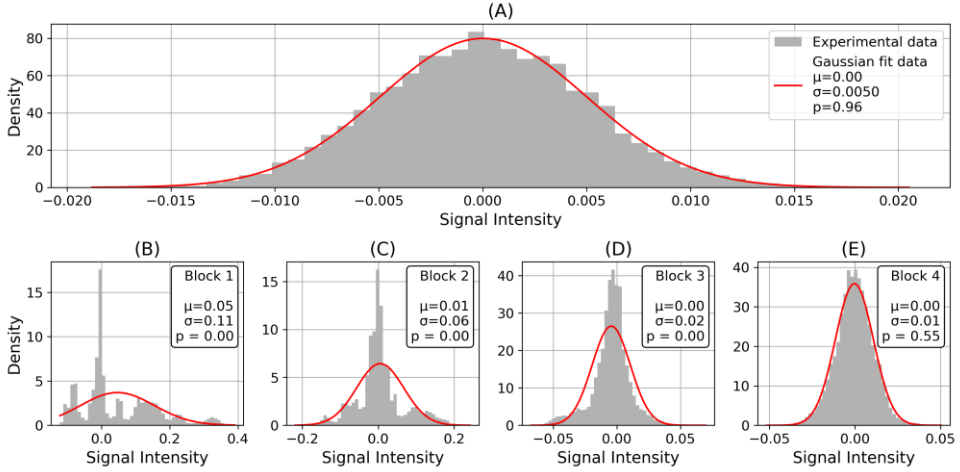 (A)
Density
80
60
40
20
0
Experimental data
Gaussian fit data
μ=0.00
σ=0.0050
p=0.96
−0.020 −0.015 −0.010 −0.005 0.000 0.005 0.010 0.015 0.020
Signal Intensity
(B)
Density
15
10
5
0
Block 1
μ=0.05
σ=0.11
p = 0.00
0.0 0.2 0.4
Signal Intensity
(C)
15
10
5
0
Block 2
μ=0.01
σ=0.06
p = 0.00
−0.2 0.0 0.2
Signal Intensity
(D)
40
30
20
10
0
Block 3
μ=0.00
σ=0.02
p = 0.00
−0.05 0.00 0.05
Signal Intensity
(E)
40
30
20
10
0
Block 4
μ=0.00
σ=0.01
p = 0.55
−0.05 0.00 0.05
Signal Intensity